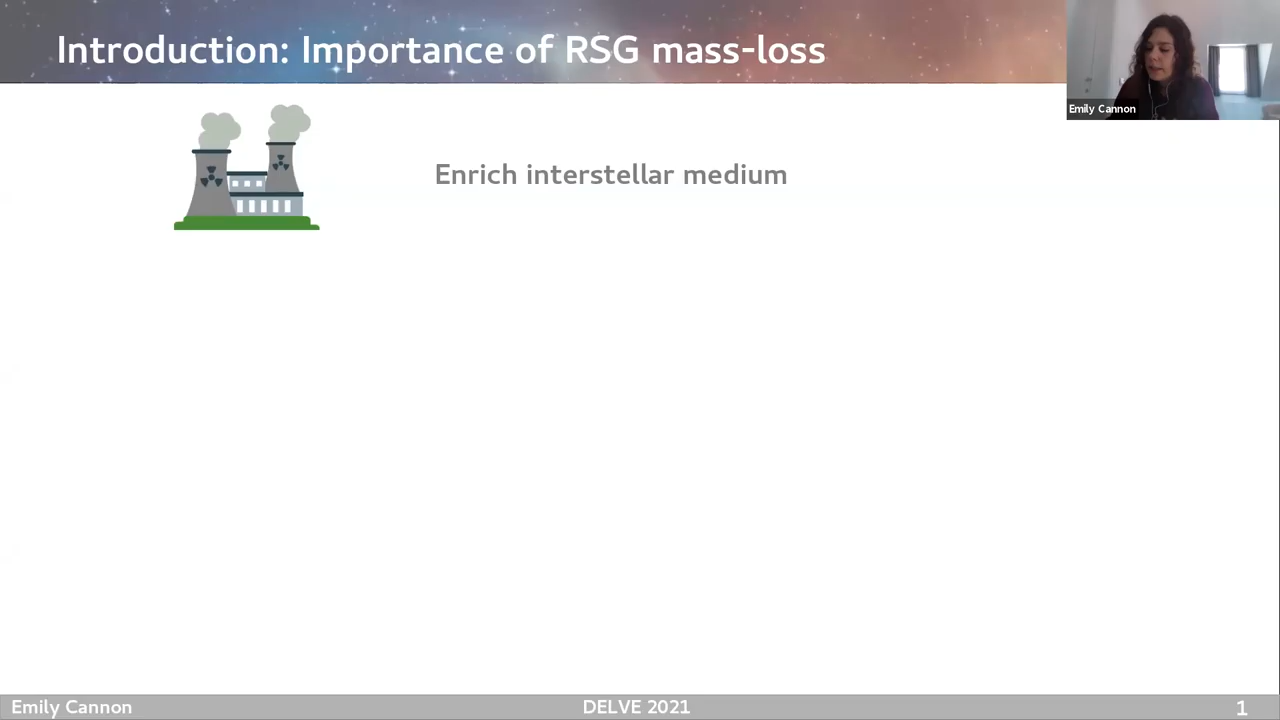 Introduction: Importance of RSG mass-loss
Emily Cannon
Enrich interstellar medium
Emily Cannon
DELVE 2021
1